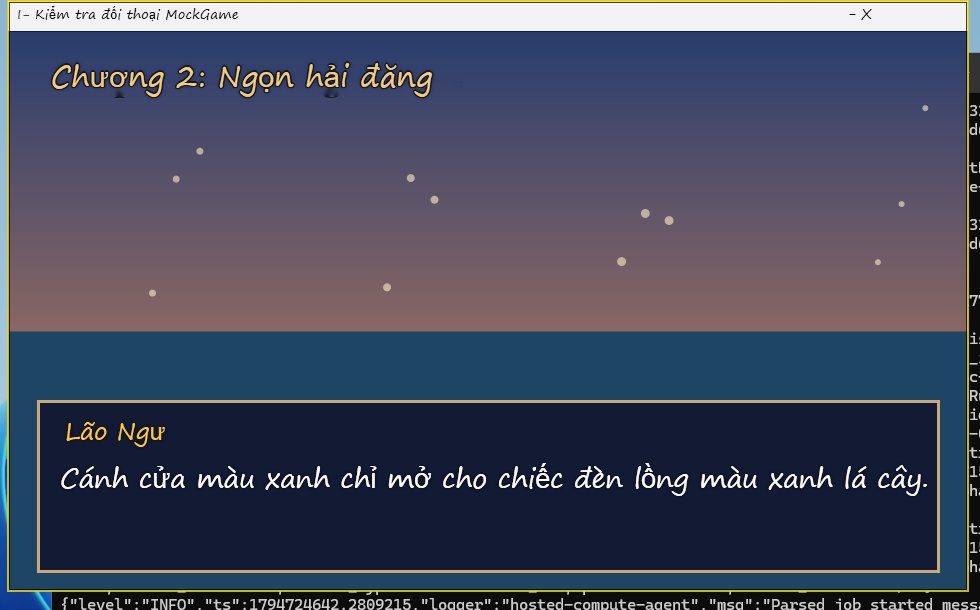 I- Kiểm tra đối thoại MockGame - X
Chương 2: Ngọn hải đăng
Lão Ngư
Cánh cửa màu xanh chỉ mở cho chiếc đèn lồng màu xanh lá cây.
{"level":"INFO","ts":1794724642.2809215,"logger":"hosted-compute-agent","msg":"Parsed job started